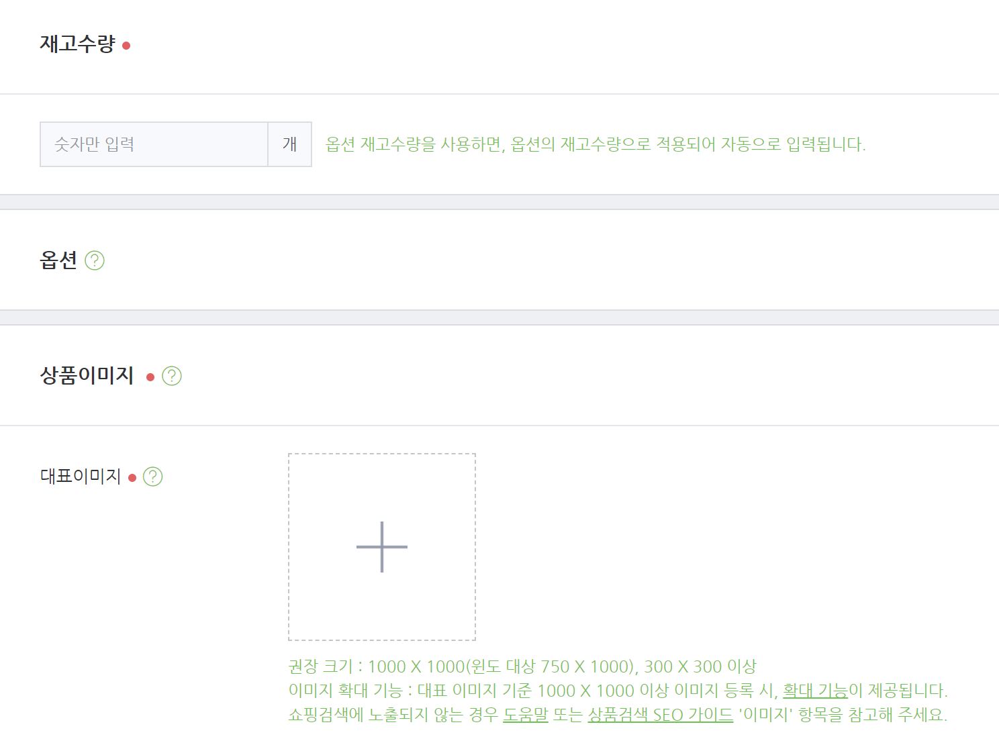 재고수량
숫자만 입력 개 옵션 재고수량을 사용하면, 옵션의 재고수량으로 적용되어 자동으로 입력됩니다.
옵션 ?
상품이미지 ?
대표이미지 ?
권장 크기 : 1000 X 1000(윈도 대상 750 X 1000), 300 X 300 이상
이미지 확대 기능 : 대표 이미지 기준 1000 X 1000 이상 이미지 등록 시, 확대 기능이 제공됩니다.
쇼핑검색에 노출되지 않는 경우 도움말 또는 상품검색 SEO 가이드 '이미지' 항목을 참고해 주세요.